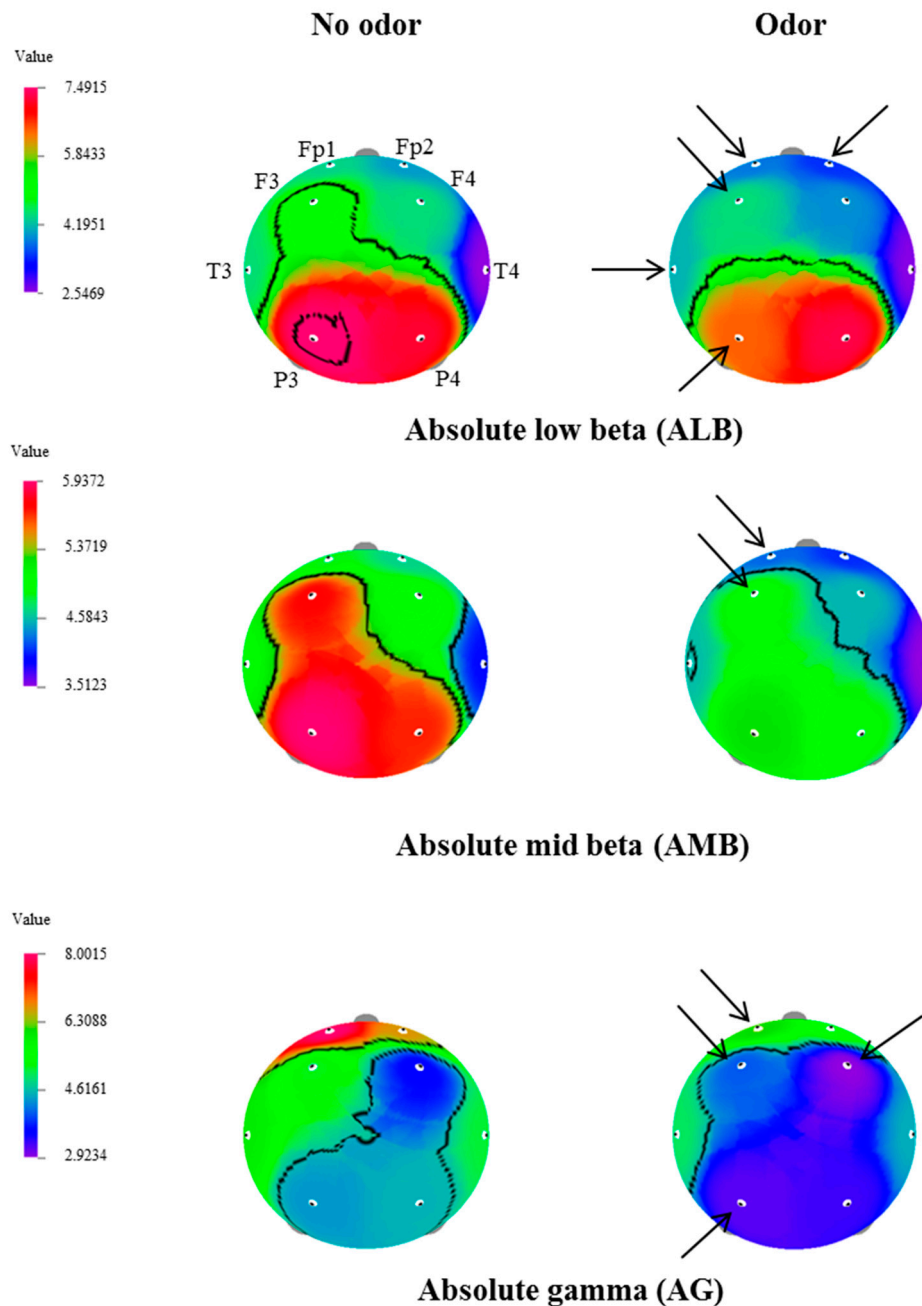 No odor Odor
Value
7.4915
5.8433
4.1951
2.5469
Fp1 Fp2
F3 F4
T3 T4
P3 P4
Absolute low beta (ALB)
Value
5.9372
5.3719
4.5843
3.5123
Absolute mid beta (AMB)
Value
8.0015
6.3088
4.6161
2.9234
Absolute gamma (AG)